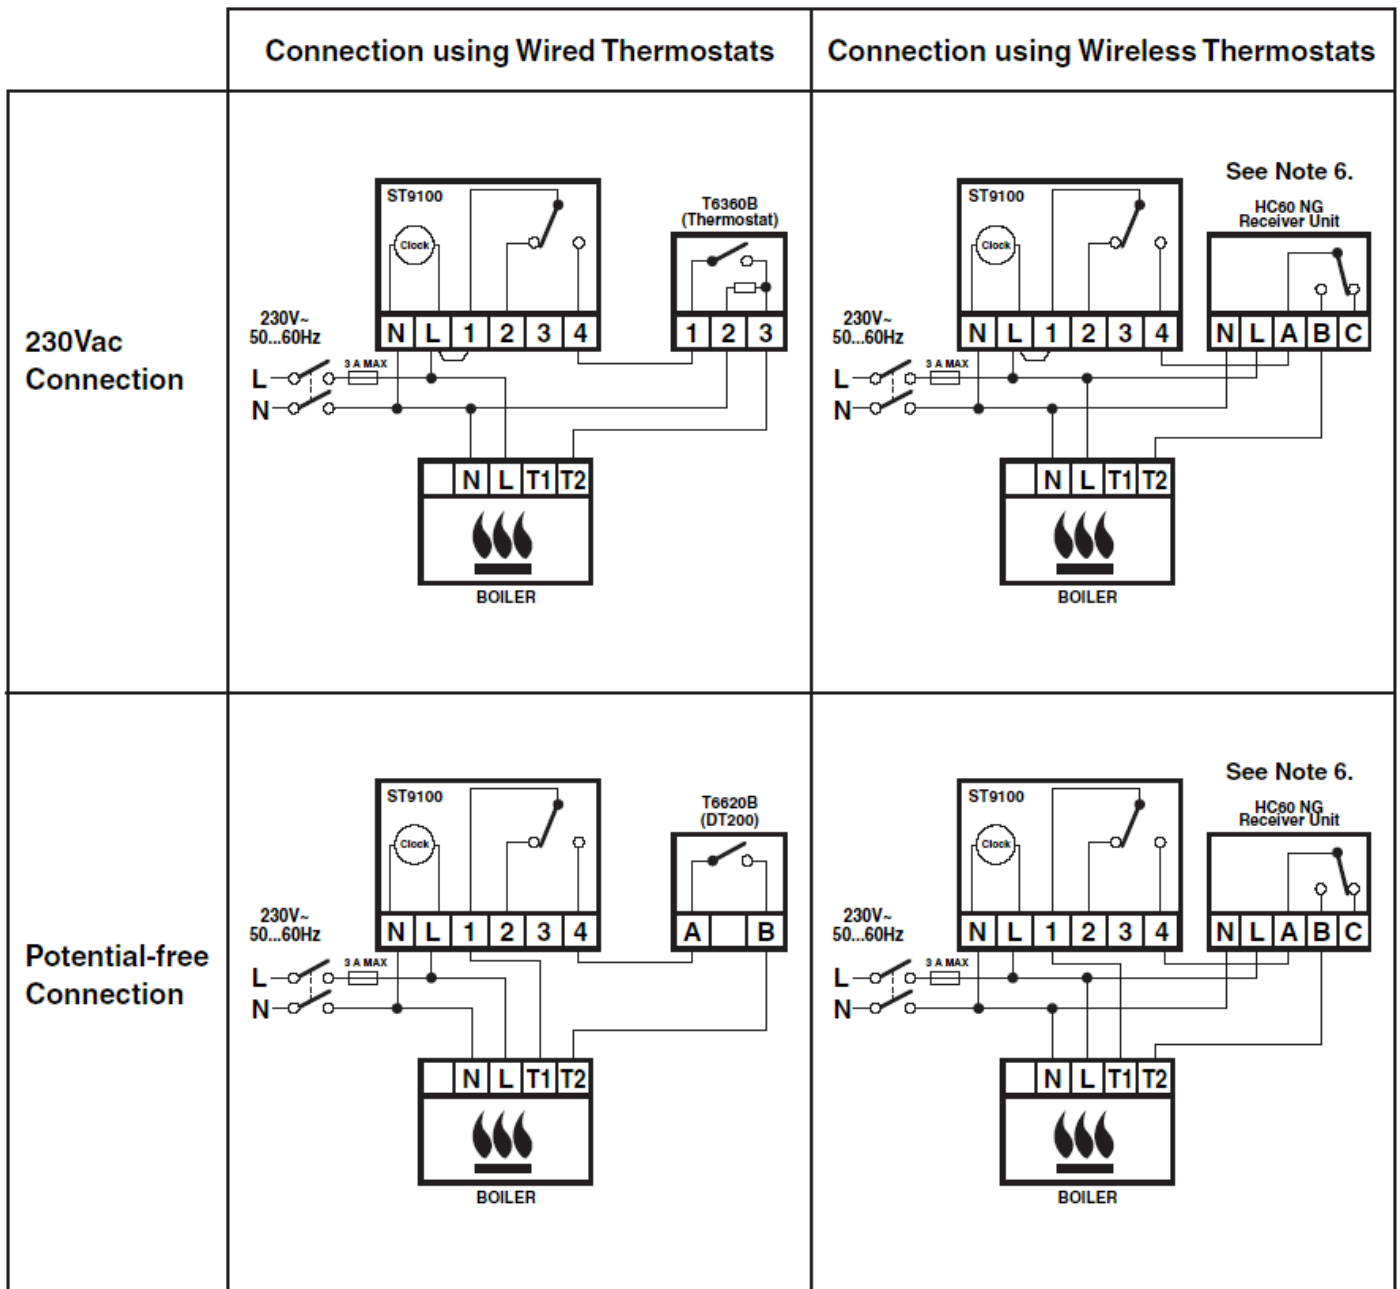 Connection using Wired Thermostats
Connection using Wireless Thermostats
230Vac
Connection
ST9100
Clock
N L 1 2 3 4
T6360B
(Thermostat)
1 2 3
230V~
50...60Hz
3 A MAX
L
N
N L T1 T2
BOILER
See Note 6.
ST9100
Clock
N L 1 2 3 4
HC60 NG
Receiver Unit
N L A B C
230V~
50...60Hz
3 A MAX
L
N
N L T1 T2
BOILER
Potential-free
Connection
ST9100
Clock
N L 1 2 3 4
T6620B
(DT200)
A B
230V~
50...60Hz
3 A MAX
L
N
N L T1 T2
BOILER
See Note 6.
ST9100
Clock
N L 1 2 3 4
HC60 NG
Receiver Unit
N L A B C
230V~
50...60Hz
3 A MAX
L
N
N L T1 T2
BOILER